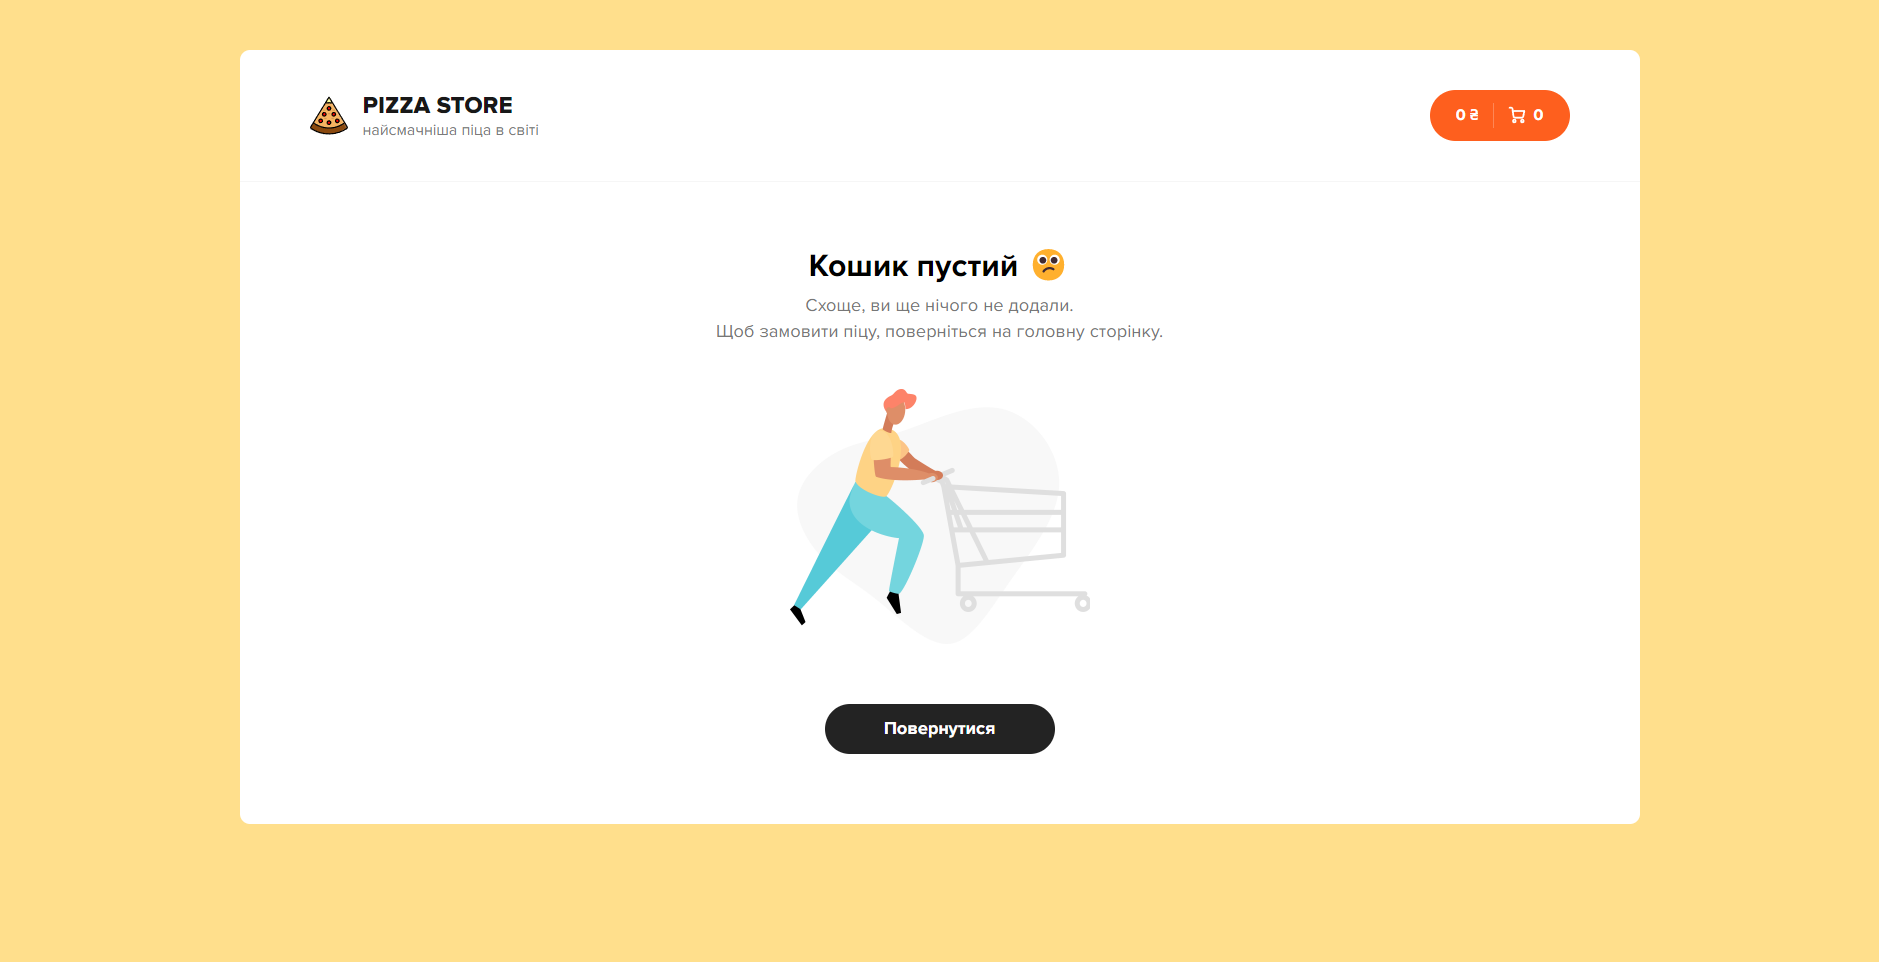 PIZZA STORE
найсмачніша піца в світі
0 ₴ 0
Кошик пустий
Схоще, ви ще нічого не додали.
Щоб замовити піцу, поверніться на головну сторінку.
Повернутися